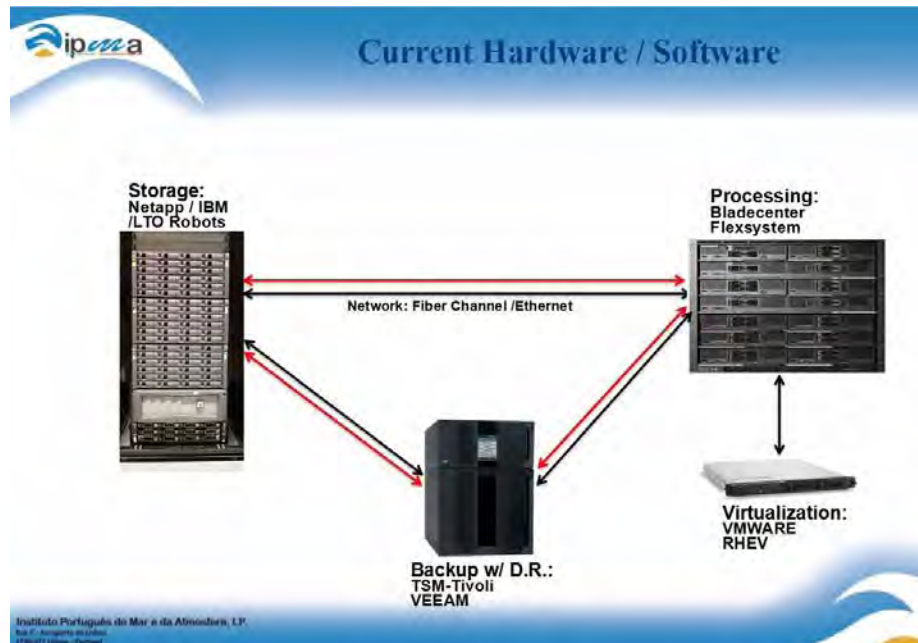 ipma
Current Hardware / Software
Storage:
Netapp / IBM
/LTO Robots
Processing:
Bladecenter
Flexsystem
Network: Fiber Channel /Ethernet
Backup w/ D.R.:
TSM-Tivoli
VEEAM
Virtualization:
VMWARE
RHEV
Instituto Português do Mar e da Atmosfera, I.P.